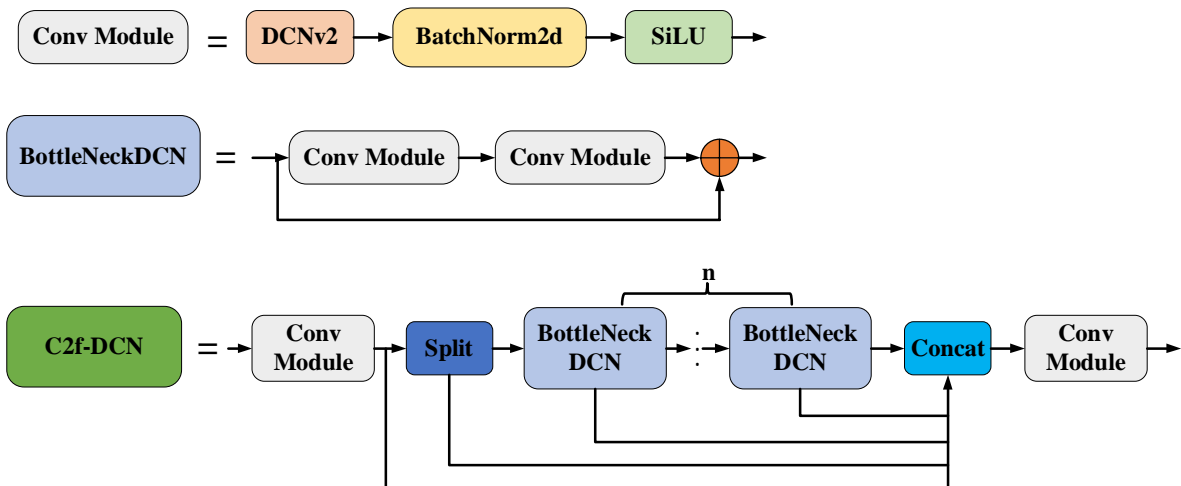 Conv Module = DCNv2 BatchNorm2d SiLU
BottleNeckDCN = Conv Module Conv Module
n
C2f-DCN = Conv Module Split BottleNeck DCN : BottleNeck DCN Concat Conv Module